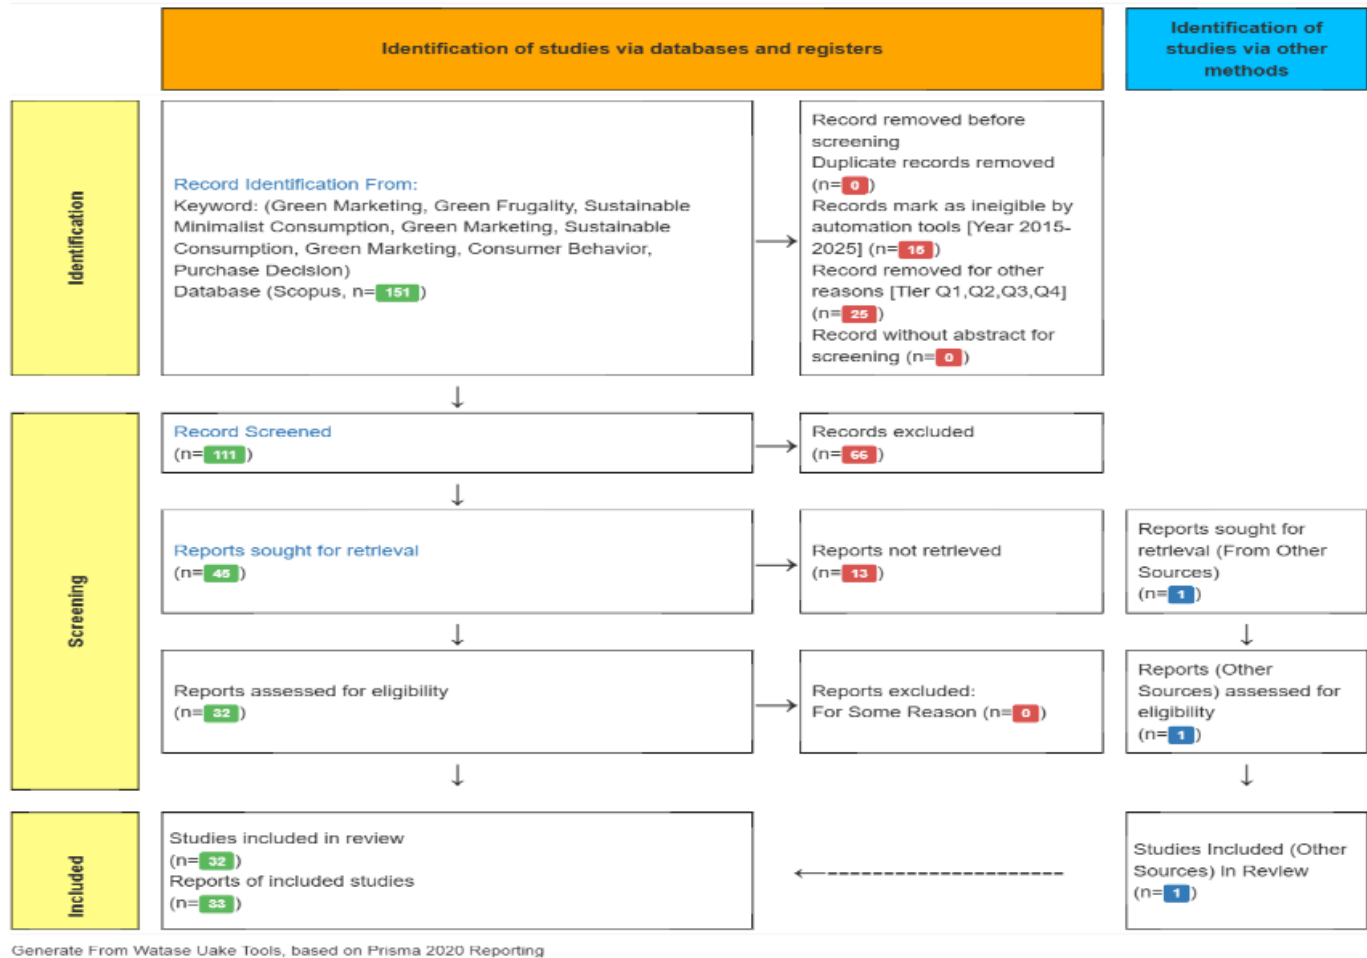 Identification of studies via databases and registers
Identification of
studies via other
methods
Identification
Record Identification From:
Keyword: (Green Marketing, Green Frugality, Sustainable
Minimalist Consumption, Green Marketing, Sustainable
Consumption, Green Marketing, Consumer Behavior,
Purchase Decision)
Database (Scopus, n= 151 )
Record removed before
screening
Duplicate records removed
(n= 0 )
Records mark as ineigible by
automation tools [Year 2015-
2025] (n= 15 )
Record removed for other
reasons [Tier Q1,Q2,Q3,Q4]
(n= 25 )
Record without abstract for
screening (n= 0 )
Screening
Record Screened
(n= 111 )
Records excluded
(n= 66 )
Reports sought for retrieval
(n= 45 )
Reports not retrieved
(n= 13 )
Reports sought for
retrieval (From Other
Sources)
(n= 1 )
Reports assessed for eligibility
(n= 32 )
Reports excluded:
For Some Reason (n= 0 )
Reports (Other
Sources) assessed for
eligibility
(n= 1 )
Included
Studies included in review
(n= 32 )
Reports of included studies
(n= 33 )
Studies Included (Other
Sources) In Review
(n= 1 )
Generate From Watase Uake Tools, based on Prisma 2020 Reporting